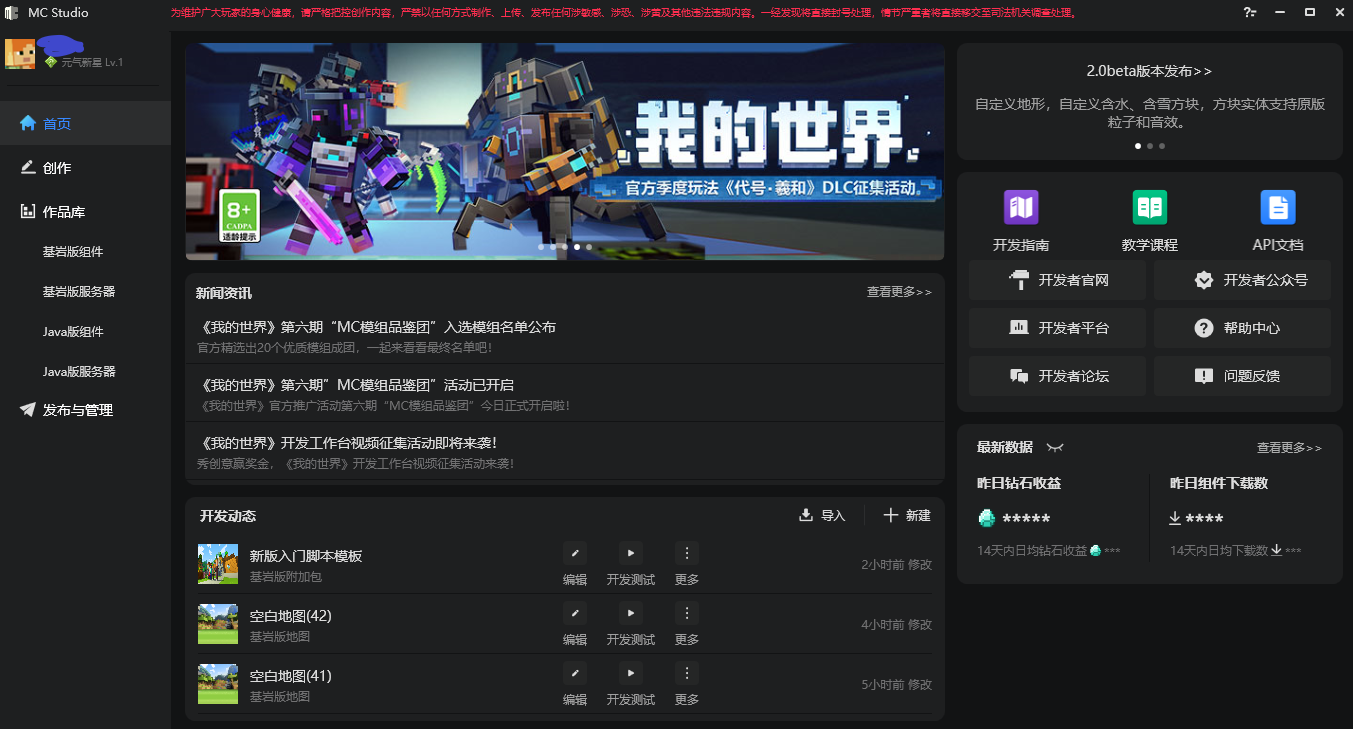 MC Studio
为维护广大玩家的身心健康，请严格把控创作内容，严禁以任何方式制作、上传、发布任何涉敏感、涉恐、涉黄及其他违法违规内容。一经发现将直接封号处理，情节严重者将直接移交至司法机关调查处理。
元气新星 Lv.1
首页
创作
作品库
基岩版组件
基岩版服务器
Java版组件
Java版服务器
发布与管理
我的世界
官方季度玩法《代号·羲和》DLC征集活动
8+
CADPA
适龄提示
新闻资讯
查看更多>>
《我的世界》第六期“MC模组品鉴团”入选模组名单公布
官方精选出20个优质模组成团，一起来看看最终名单吧！
《我的世界》第六期”MC模组品鉴团”活动已开启
《我的世界》官方推广活动第六期“MC模组品鉴团”今日正式开启啦！
《我的世界》开发工作台视频征集活动即将来袭！
秀创意赢奖金，《我的世界》开发工作台视频征集活动来袭！
开发动态
导入
新建
新版入门脚本模板
基岩版附加包
编辑
开发测试
更多
2小时前 修改
空白地图(42)
基岩版地图
编辑
开发测试
更多
4小时前 修改
空白地图(41)
基岩版地图
编辑
开发测试
更多
5小时前 修改
2.0beta版本发布>>
自定义地形，自定义含水、含雪方块，方块实体支持原版
粒子和音效。
开发指南
教学课程
API文档
开发者官网
开发者公众号
开发者平台
帮助中心
开发者论坛
问题反馈
最新数据
查看更多>>
昨日钻石收益
*****
14天内日均钻石收益 ***
昨日组件下载数
****
14天内日均下载数 ***